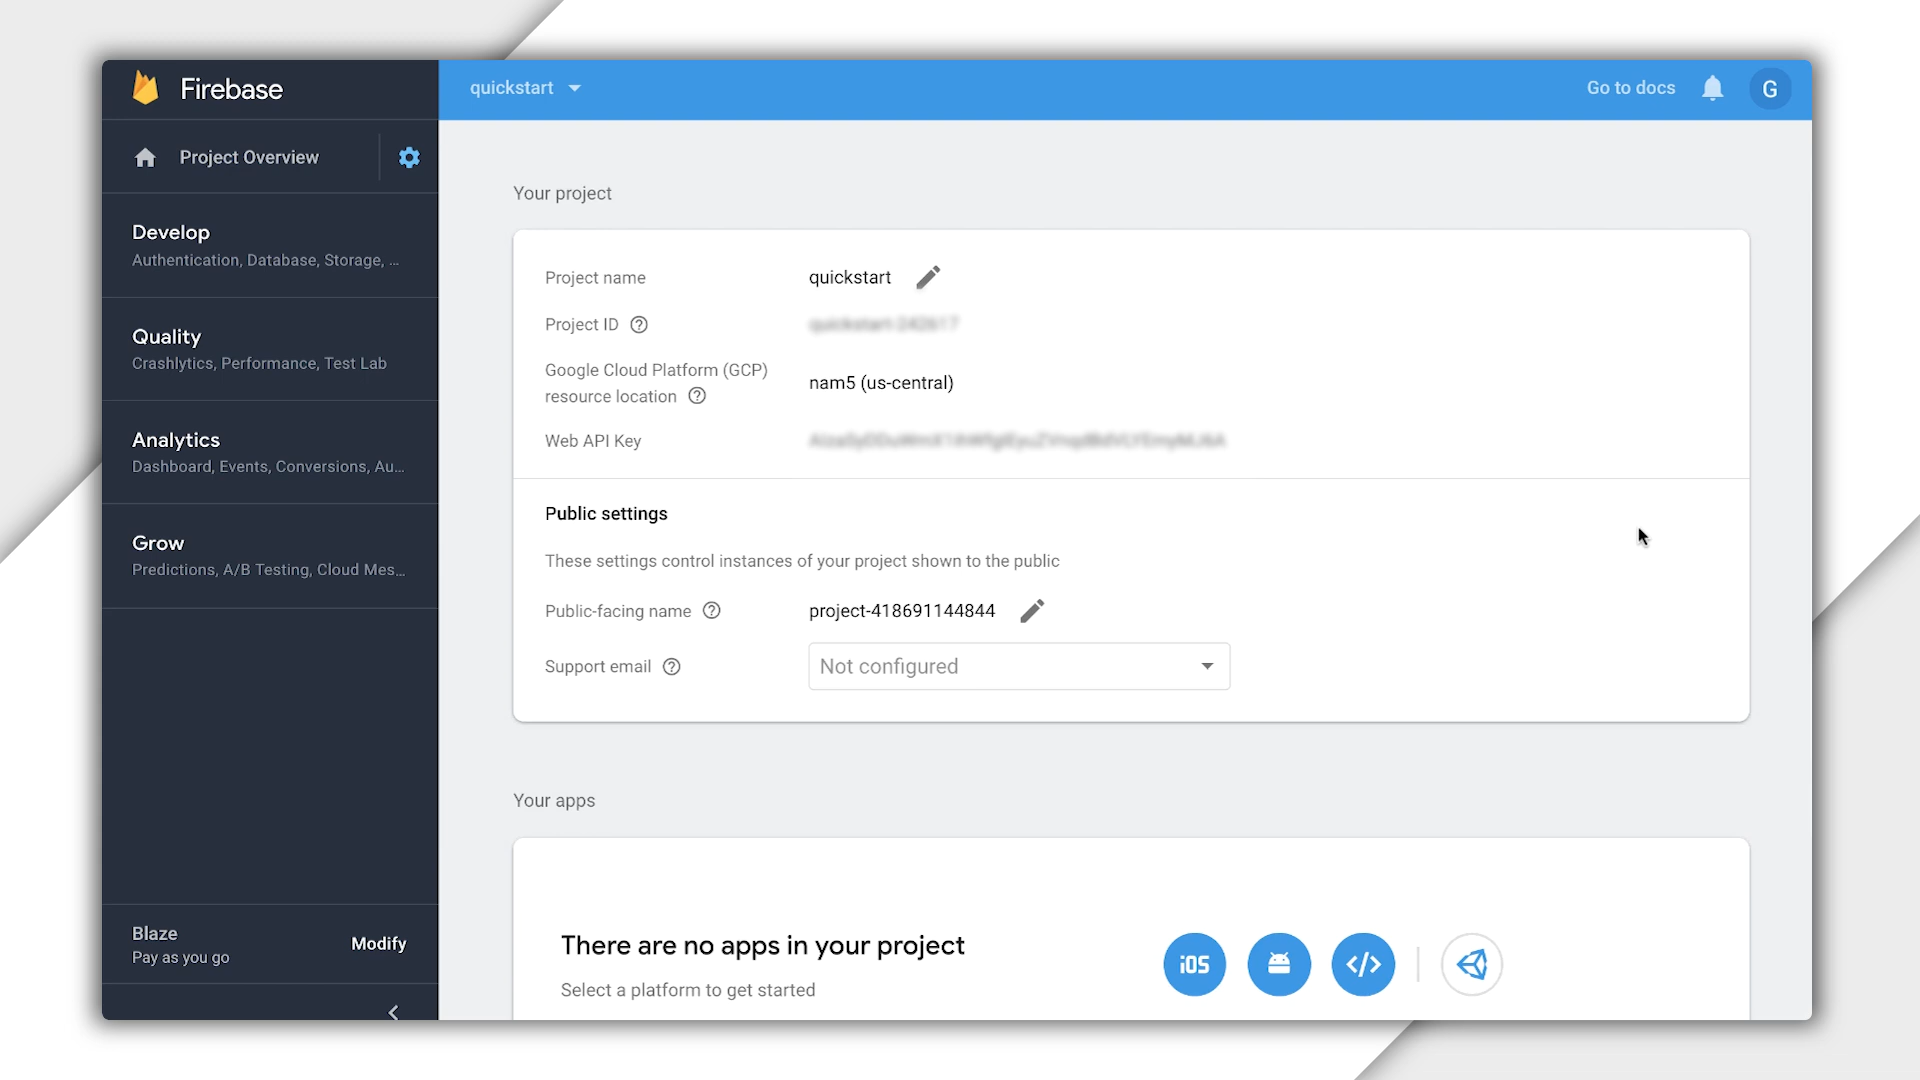 Firebase
quickstart
Go to docs
G
Project Overview
Develop
Authentication, Database, Storage, ...
Quality
Crashlytics, Performance, Test Lab
Analytics
Dashboard, Events, Conversions, Au...
Grow
Predictions, A/B Testing, Cloud Mes...
Blaze
Pay as you go
Modify
Your project
Project name
quickstart
Project ID
Google Cloud Platform (GCP)
resource location
nam5 (us-central)
Web API Key
Public settings
These settings control instances of your project shown to the public
Public-facing name
project-418691144844
Support email
Not configured
Your apps
There are no apps in your project
Select a platform to get started
iOS